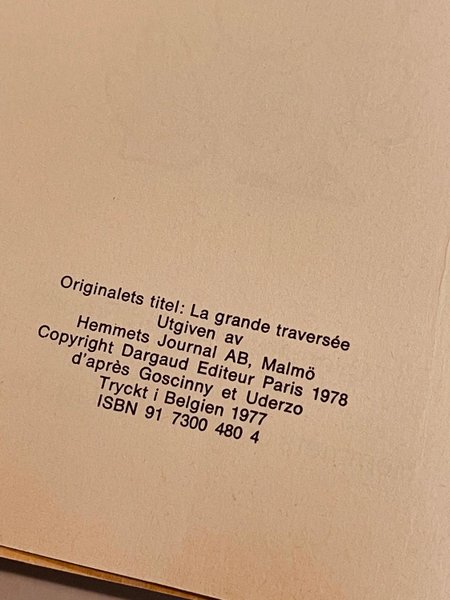 Originalets titel: La grande traversée
Utgiven av
Hemmets Journal AB, Malmö
Copyright Dargaud Editeur Paris 1978
d'après Goscinny et Uderzo
Tryckt i Belgien 1977
ISBN 91 7300 480 4